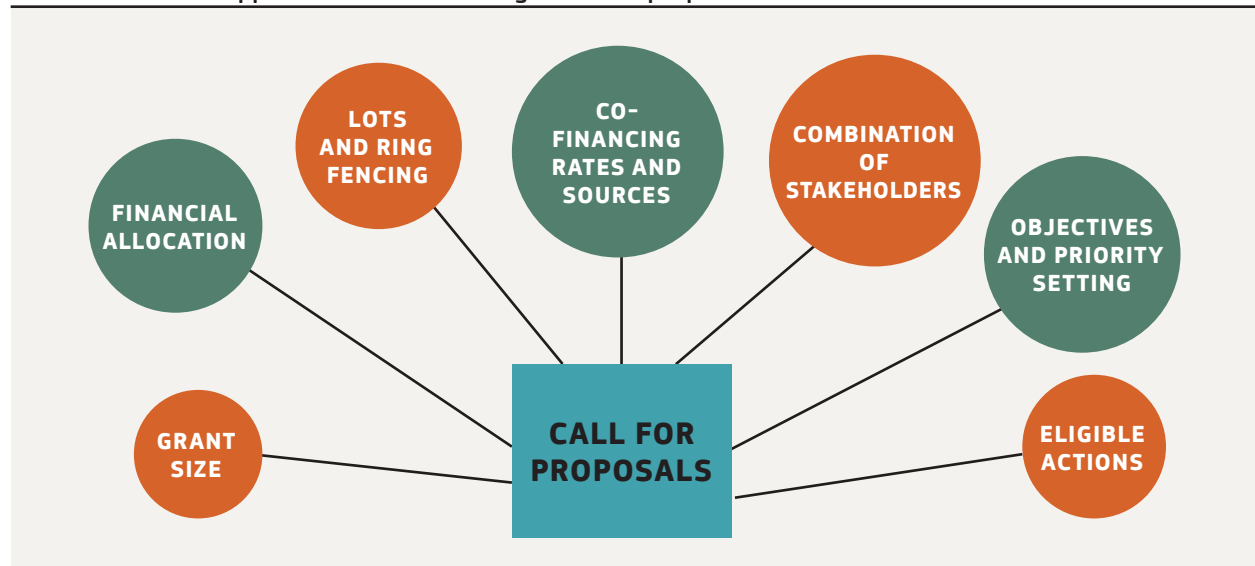 LOTS
AND RING
FENCING
CO-
FINANCING
RATES AND
SOURCES
COMBINATION
OF
STAKEHOLDERS
FINANCIAL
ALLOCATION
OBJECTIVES
AND PRIORITY
SETTING
GRANT
SIZE
CALL FOR
PROPOSALS
ELIGIBLE
ACTIONS